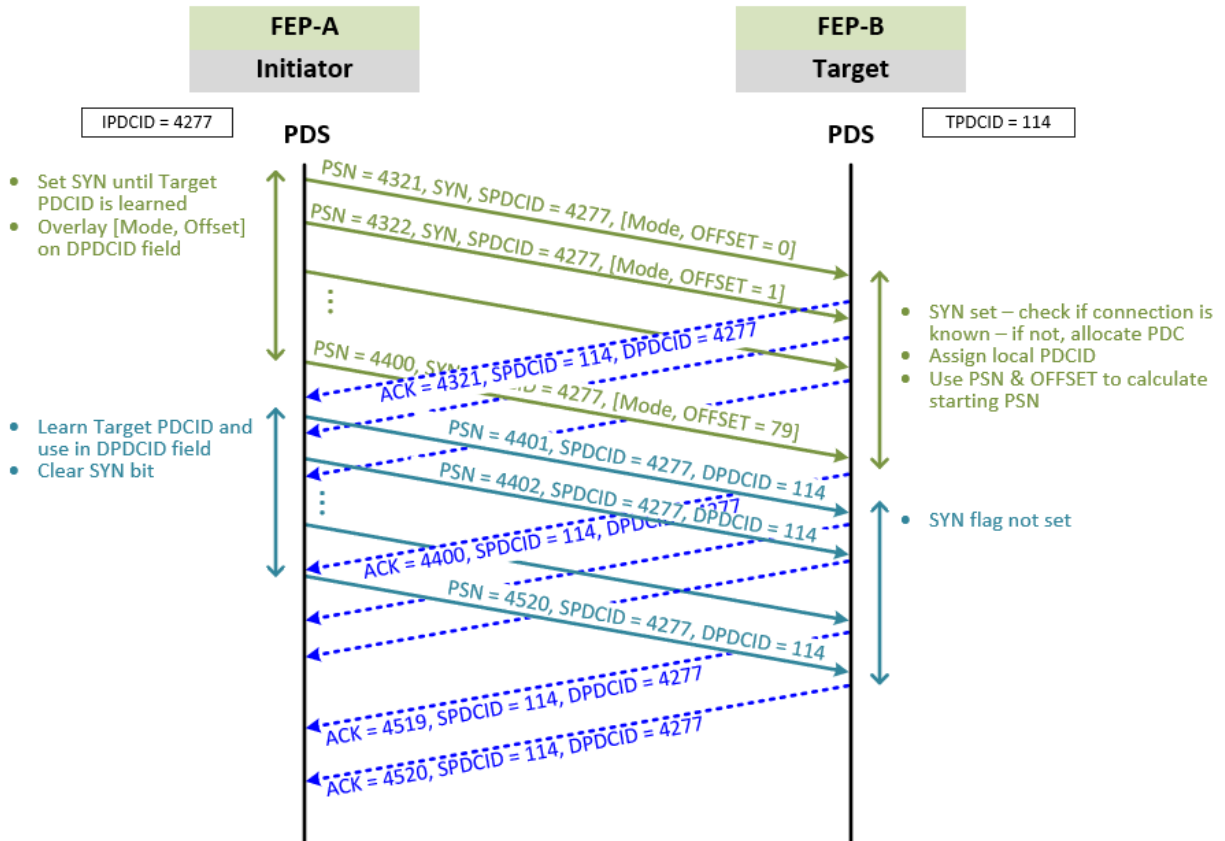 FEP-A
Initiator
FEP-B
Target
IPDCID = 4277
TPDCID = 114
PDS
PDS
• Set SYN until Target
PDCID is learned
• Overlay [Mode, Offset]
on DPDCID field
PSN = 4321, SYN, SPDCID = 4277, [Mode, OFFSET = 0]
PSN = 4322, SYN, SPDCID = 4277, [Mode, OFFSET = 1]
• SYN set – check if connection is
known – if not, allocate PDC
• Assign local PDCID
• Use PSN & OFFSET to calculate
starting PSN
ACK = 4321, SPDCID = 114, DPDCID = 4277
PSN = 4400, SYN, 4277, [Mode, OFFSET = 79]
• Learn Target PDCID and
use in DPDCID field
• Clear SYN bit
PSN = 4401, SPDCID = 4277, DPDCID = 114
PSN = 4402, SPDCID = 4277, DPDCID = 114
• SYN flag not set
ACK = 4400, SPDCID = 114, 4277
PSN = 4520, SPDCID = 4277, DPDCID = 114
ACK = 4519, SPDCID = 114, DPDCID = 4277
ACK = 4520, SPDCID = 114, DPDCID = 4277